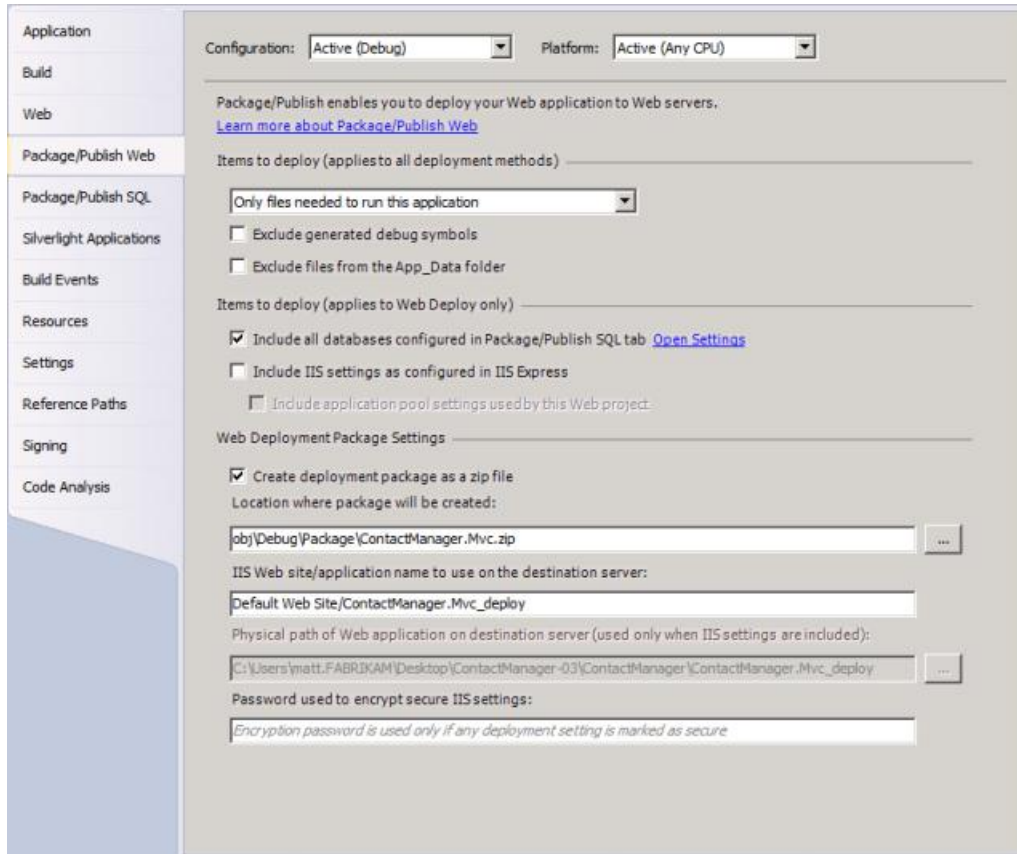 Application
Build
Web
Package/Publish Web
Package/Publish SQL
Silverlight Applications
Build Events
Resources
Settings
Reference Paths
Signing
Code Analysis
Configuration: Active (Debug) Platform: Active (Any CPU)
Package/Publish enables you to deploy your Web application to Web servers.
Learn more about Package/Publish Web
Items to deploy (applies to all deployment methods)
Only files needed to run this application
Exclude generated debug symbols
Exclude files from the App_Data folder
Items to deploy (applies to Web Deploy only)
Include all databases configured in Package/Publish SQL tab Open Settings
Include IIS settings as configured in IIS Express
Include application pool settings used by this Web project
Web Deployment Package Settings
Create deployment package as a zip file
Location where package will be created:
obj\Debug\Package\ContactManager.Mvc.zip ...
IIS Web site/application name to use on the destination server:
Default Web Site/ContactManager.Mvc_deploy
Physical path of Web application on destination server (used only when IIS settings are included):
C:\Users\matt.FABRIKAM\Desktop\ContactManager-03\ContactManager\ContactManager.Mvc_deploy ...
Password used to encrypt secure IIS settings:
Encryption password is used only if any deployment setting is marked as secure